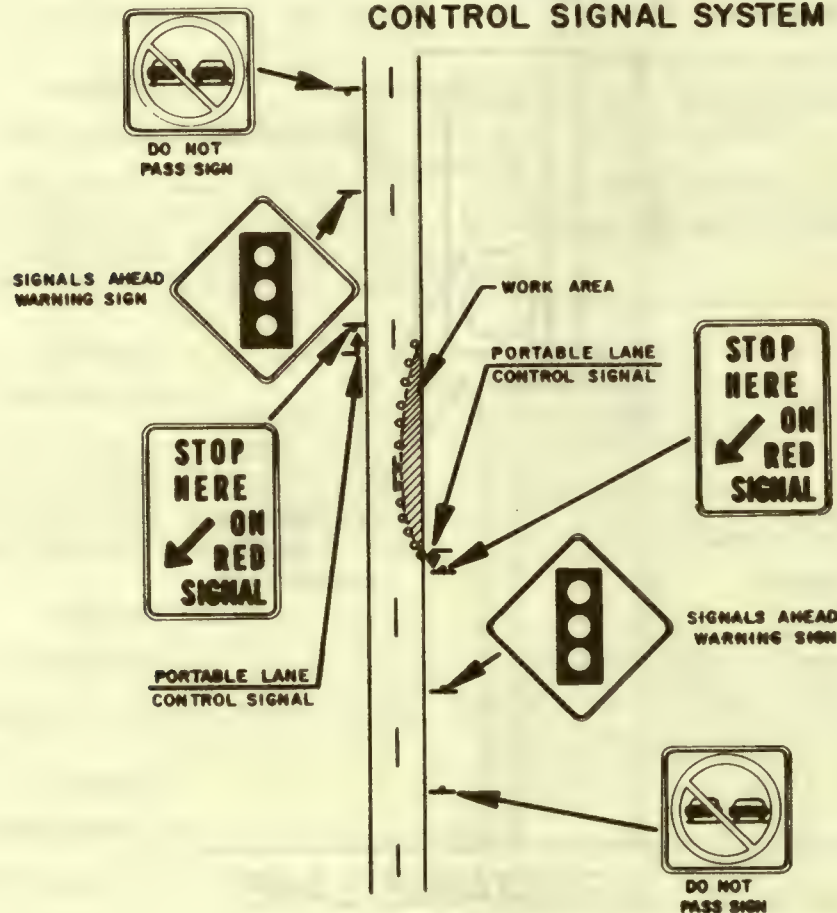 CONTROL SIGNAL SYSTEM
DO NOT
PASS SIGN
SIGNALS AHEAD
WARNING SIGN
WORK AREA
PORTABLE LANE
CONTROL SIGNAL
STOP
HERE
ON
RED
SIGNAL
STOP
HERE
ON
RED
SIGNAL
SIGNALS AHEAD
WARNING SIGN
PORTABLE LANE
CONTROL SIGNAL
DO NOT
PASS SIGN